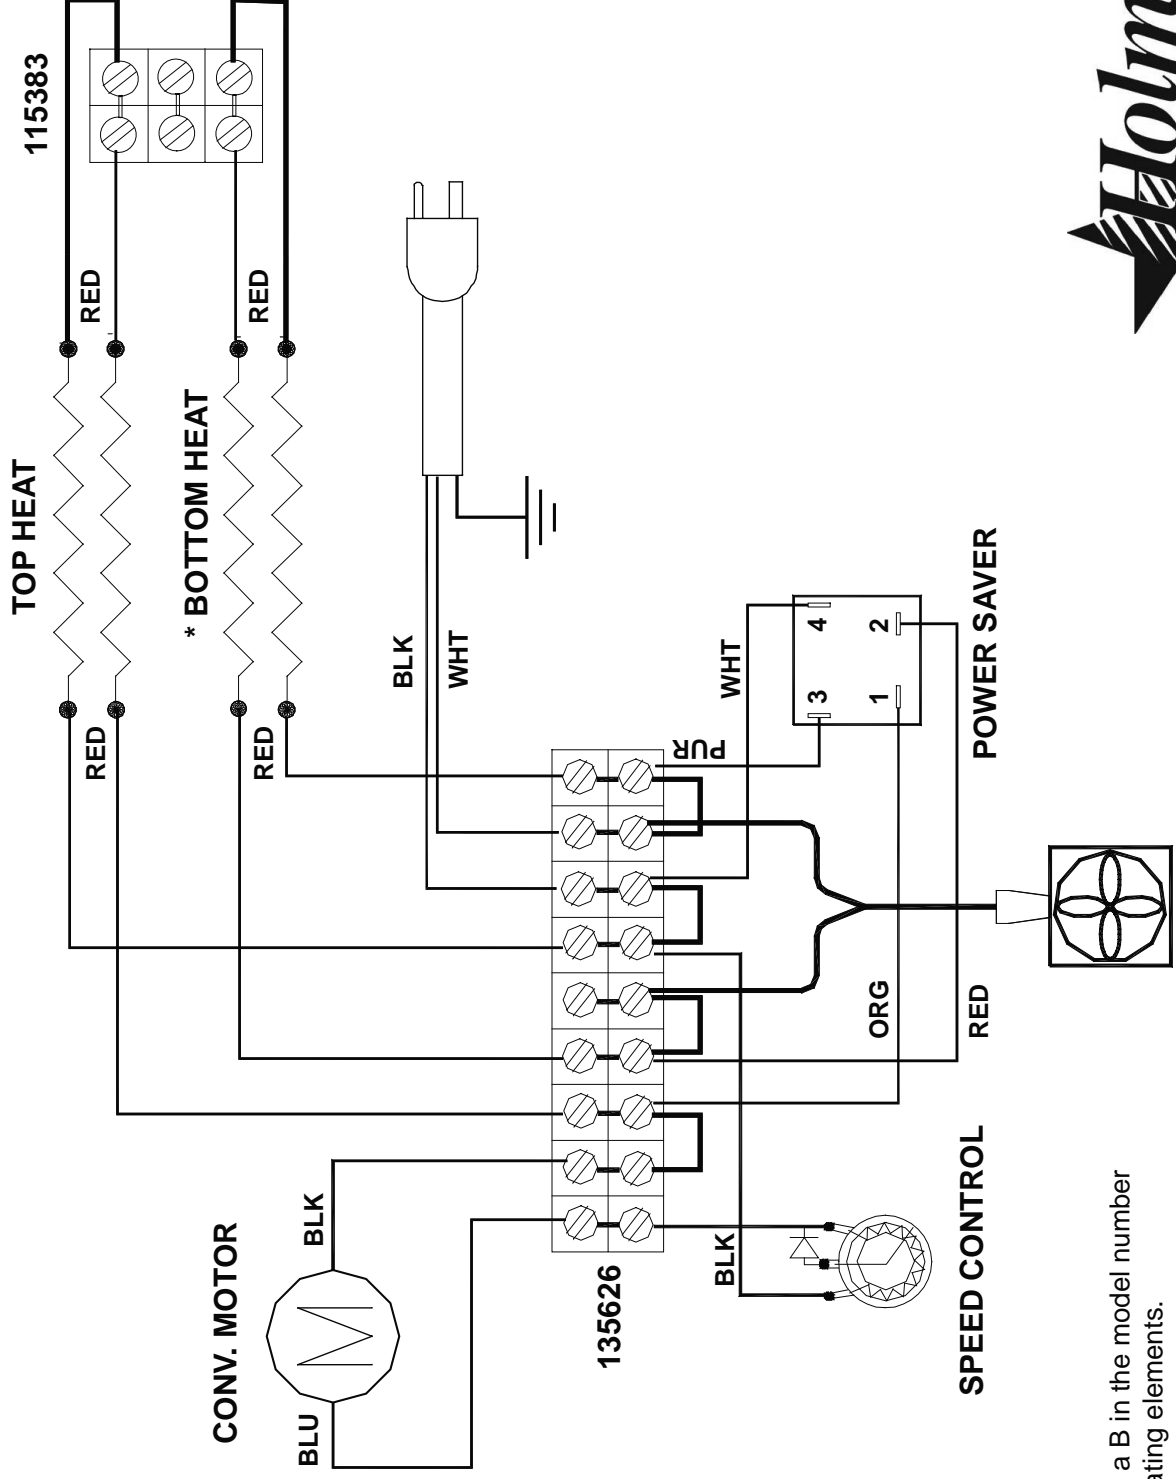 115383
TOP HEAT
RED
RED
* BOTTOM HEAT
RED
RED
BLK
WHT
WHT
PUR
4
3
2
1
POWER SAVER
ORG
RED
CONV. MOTOR
BLK
M
BLU
135626
BLK
SPEED CONTROL
a B in the model number
elements.